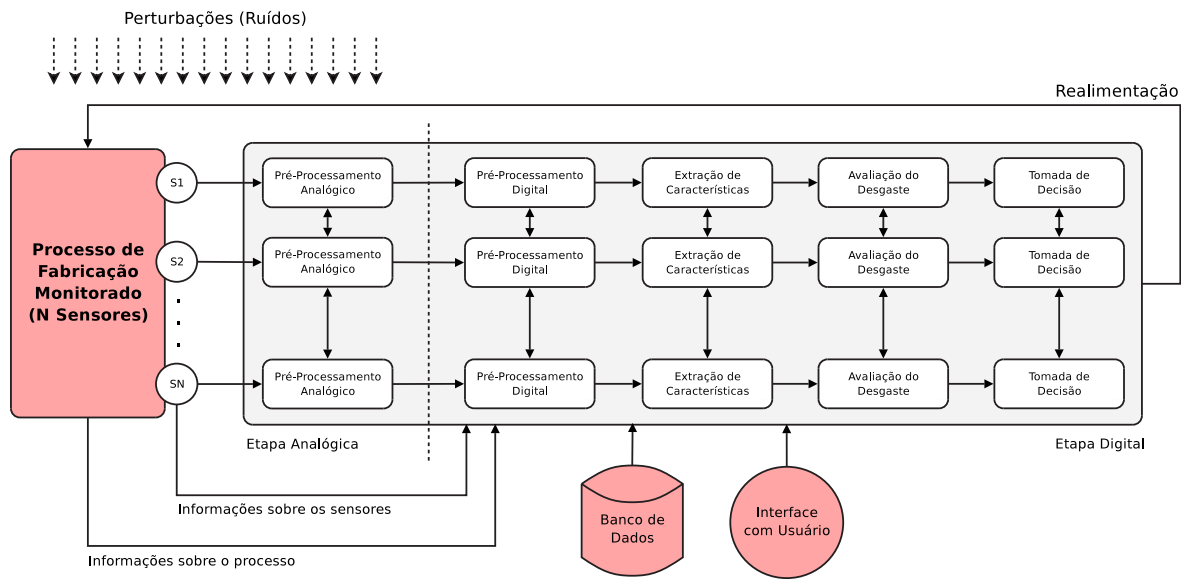 Perturbações (Ruídos)
Realimentação
Processo de
Fabricação
Monitorado
(N Sensores)
S1
Pré-Processamento
Analógico
Pré-Processamento
Digital
Extração de
Características
Avaliação do
Desgaste
Tomada de
Decisão
S2
Pré-Processamento
Analógico
Pré-Processamento
Digital
Extração de
Características
Avaliação do
Desgaste
Tomada de
Decisão
SN
Pré-Processamento
Analógico
Pré-Processamento
Digital
Extração de
Características
Avaliação do
Desgaste
Tomada de
Decisão
Etapa Analógica
Etapa Digital
Informações sobre os sensores
Informações sobre o processo
Banco de
Dados
Interface
com Usuário